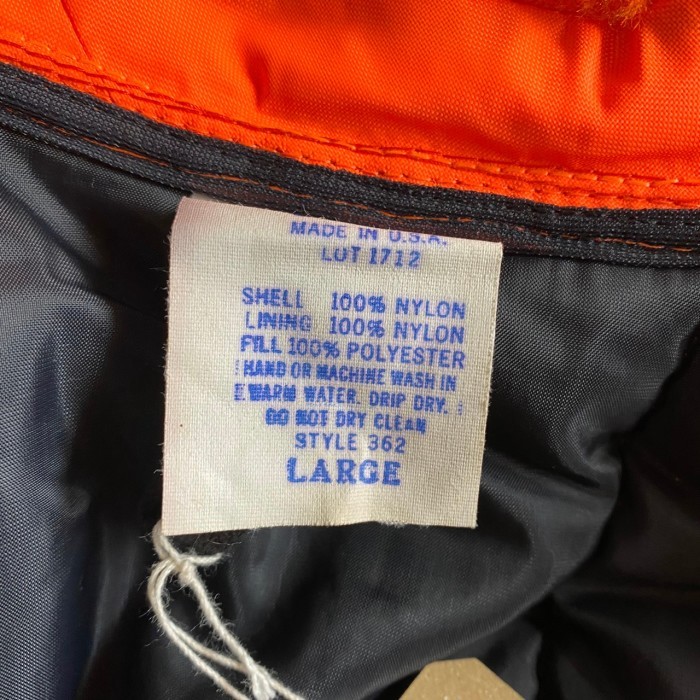 MADE IN U.S.A.
LOT 1712
SHELL 100% NYLON
LINING 100% NYLON
FILL 100% POLYESTER
HAND OR MACHINE WASH IN
WARM WATER. DRIP DRY.
DO NOT DRY CLEAN
STYLE 362
LARGE